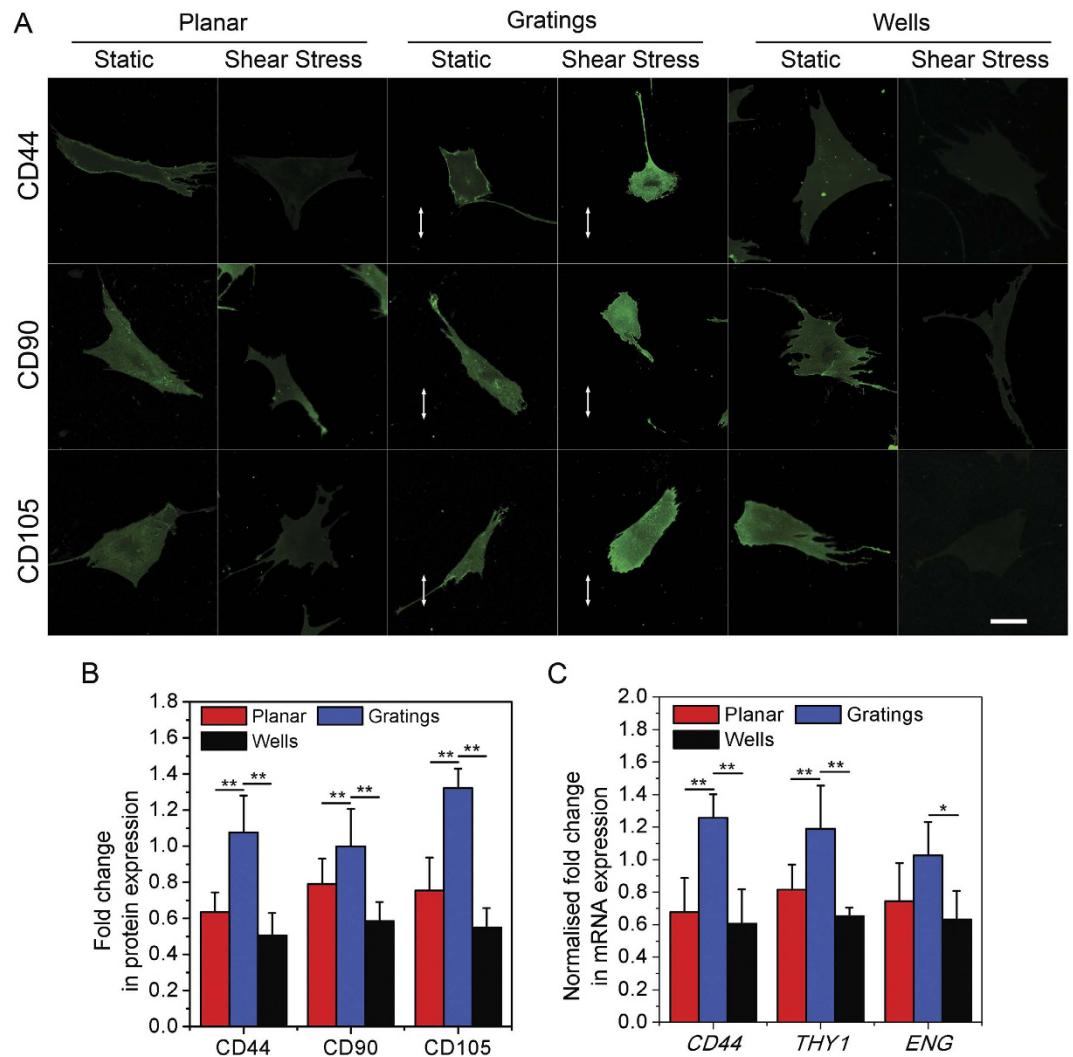 A
Planar
Gratings
Wells
Static
Shear Stress
Static
Shear Stress
Static
Shear Stress
CD44
CD90
CD105
B
Fold change
in protein expression
1.8
1.6
1.4
1.2
1.0
0.8
0.6
0.4
0.2
0.0
Planar
Gratings
Wells
** **
** **
** **
CD44
CD90
CD105
C
Normalised fold change
in mRNA expression
2.0
1.8
1.6
1.4
1.2
1.0
0.8
0.6
0.4
0.2
0.0
Planar
Gratings
Wells
** **
** **
*
CD44
THY1
ENG